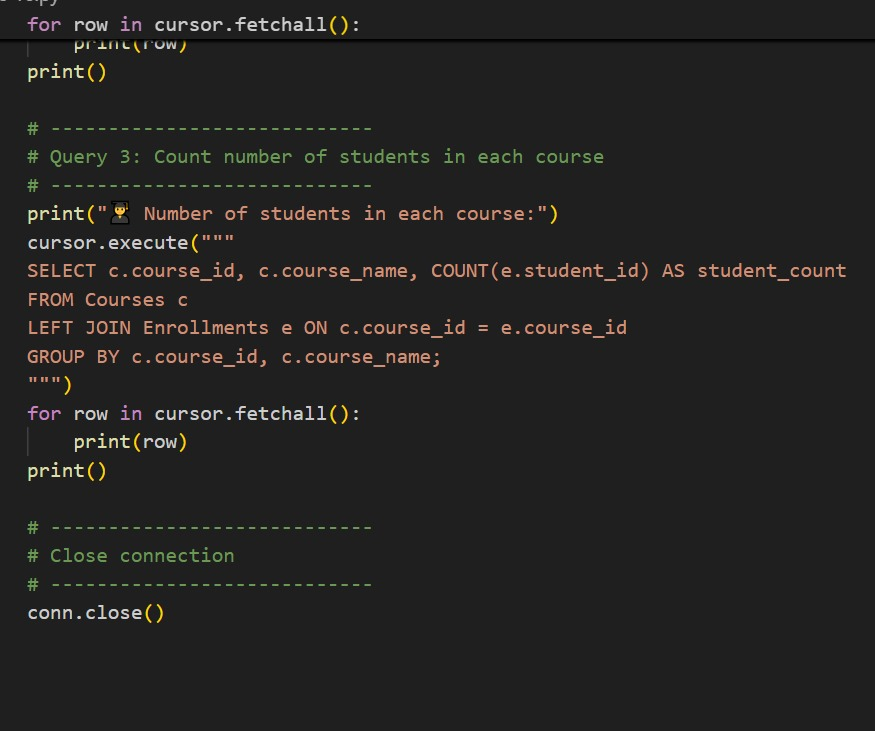 for row in cursor.fetchall():
    print(row)
print()
# ----------------------------
# Query 3: Count number of students in each course
# ----------------------------
print("👨‍🎓 Number of students in each course:")
cursor.execute("""
SELECT c.course_id, c.course_name, COUNT(e.student_id) AS student_count
FROM Courses c
LEFT JOIN Enrollments e ON c.course_id = e.course_id
GROUP BY c.course_id, c.course_name;
""")
for row in cursor.fetchall():
    print(row)
print()
# ----------------------------
# Close connection
# ----------------------------
conn.close()